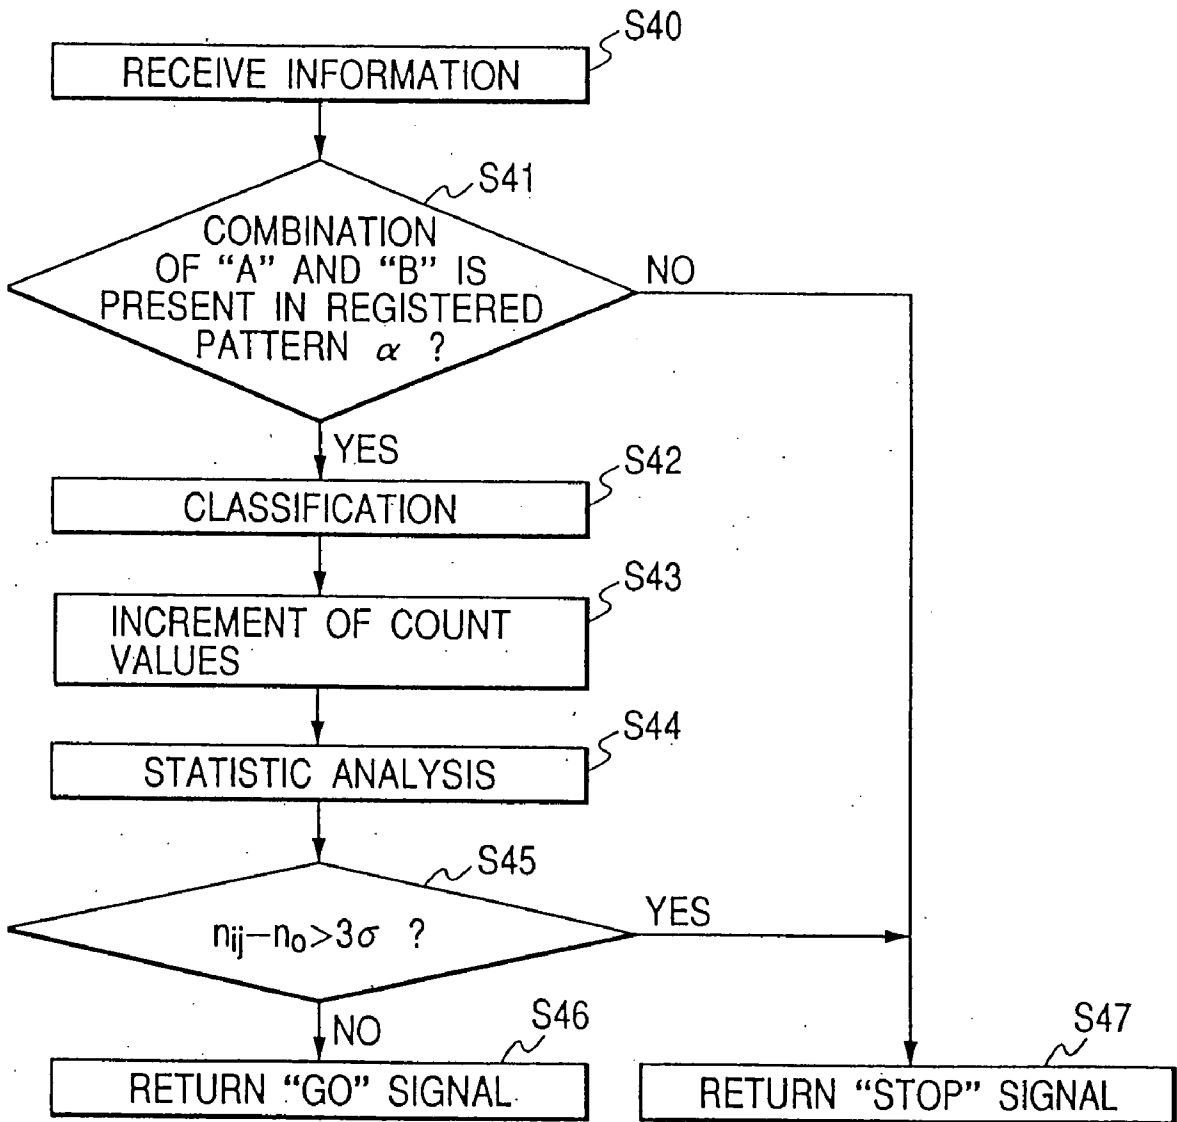 S40
RECEIVE INFORMATION
S41
COMBINATION
OF “A” AND “B” IS
PRESENT IN REGISTERED
PATTERN α ?
NO
YES
S42
CLASSIFICATION
S43
INCREMENT OF COUNT
VALUES
S44
STATISTIC ANALYSIS
S45
nij−no>3σ ?
YES
NO
S46
RETURN “GO” SIGNAL
S47
RETURN “STOP” SIGNAL